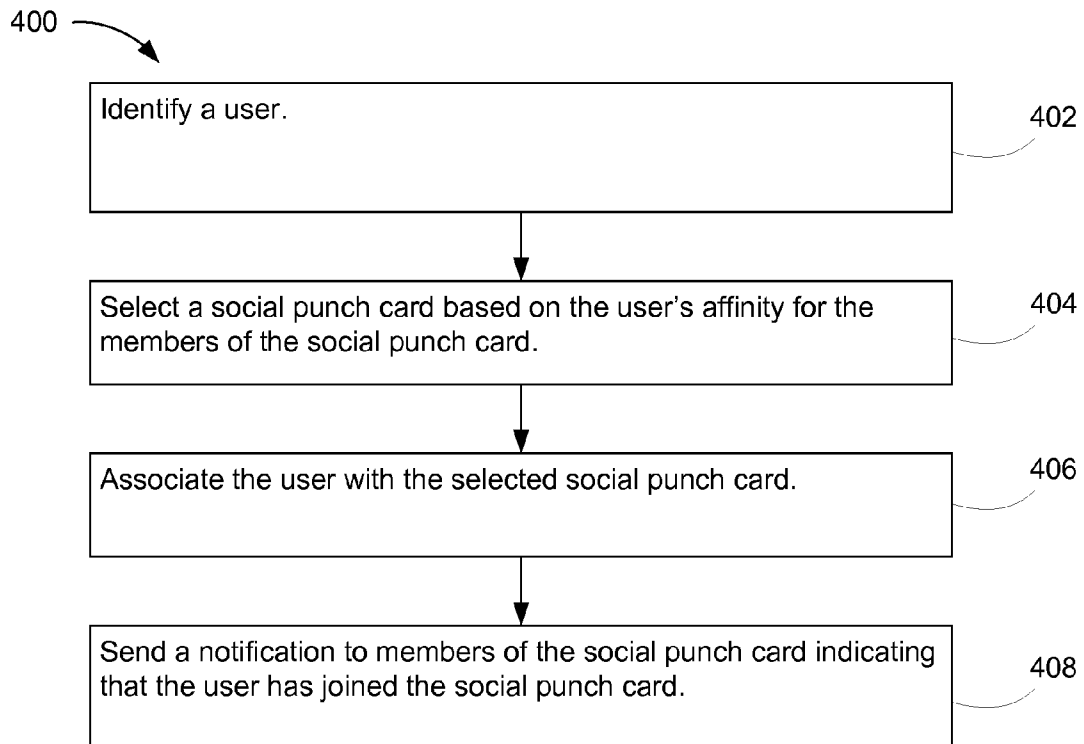 400
Identify a user.
402
Select a social punch card based on the user's affinity for the
members of the social punch card.
404
Associate the user with the selected social punch card.
406
Send a notification to members of the social punch card indicating
that the user has joined the social punch card.
408